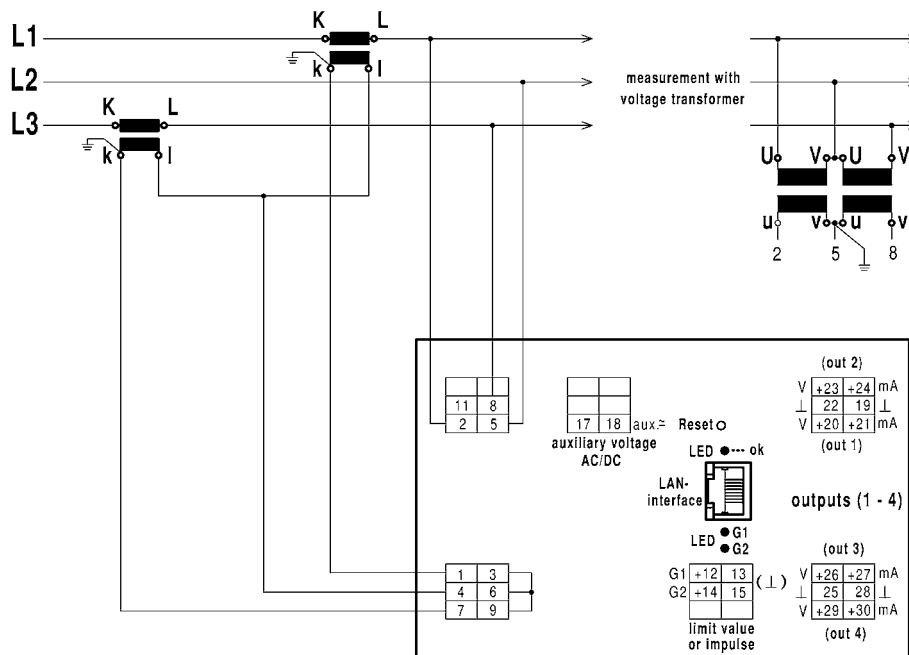 K L
L1
k l
L2
measurement with
voltage transformer
K L
L3
k l
U V U V
u v u v
2 5 8
(out 2)
V +23 +24 mA
11 8
⊥ 22 19 ⊥
2 5
17 18 aux.≂
V +20 +21 mA
Reset
(out 1)
auxiliary voltage
AC/DC
LED ok
LAN-
interface
outputs (1 - 4)
LED G1
G2
(out 3)
1 3
G1 +12 13 (⊥)
V +26 +27 mA
4 6
G2 +14 15
⊥ 25 28 ⊥
7 9
V +29 +30 mA
limit value
or impulse
(out 4)